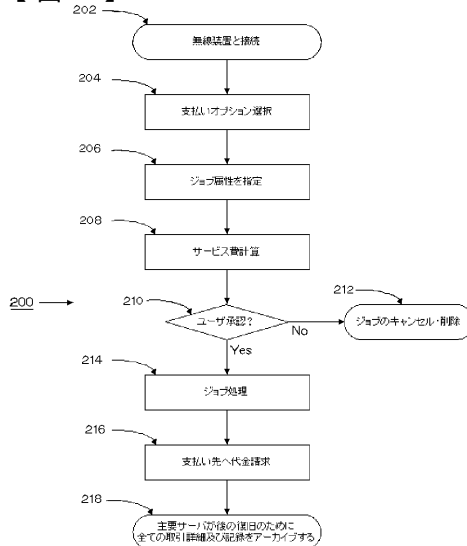 202
無線装置と接続
204
支払いオプション選択
206
ジョブ属性を指定
208
サービス費計算
200
210
ユーザ承認?
212
ジョブのキャンセル・削除
No
Yes
214
ジョブ処理
216
支払い先へ代金請求
218
主要サーバが後の復旧のために
全ての取引詳細及び記録をアーカイブする